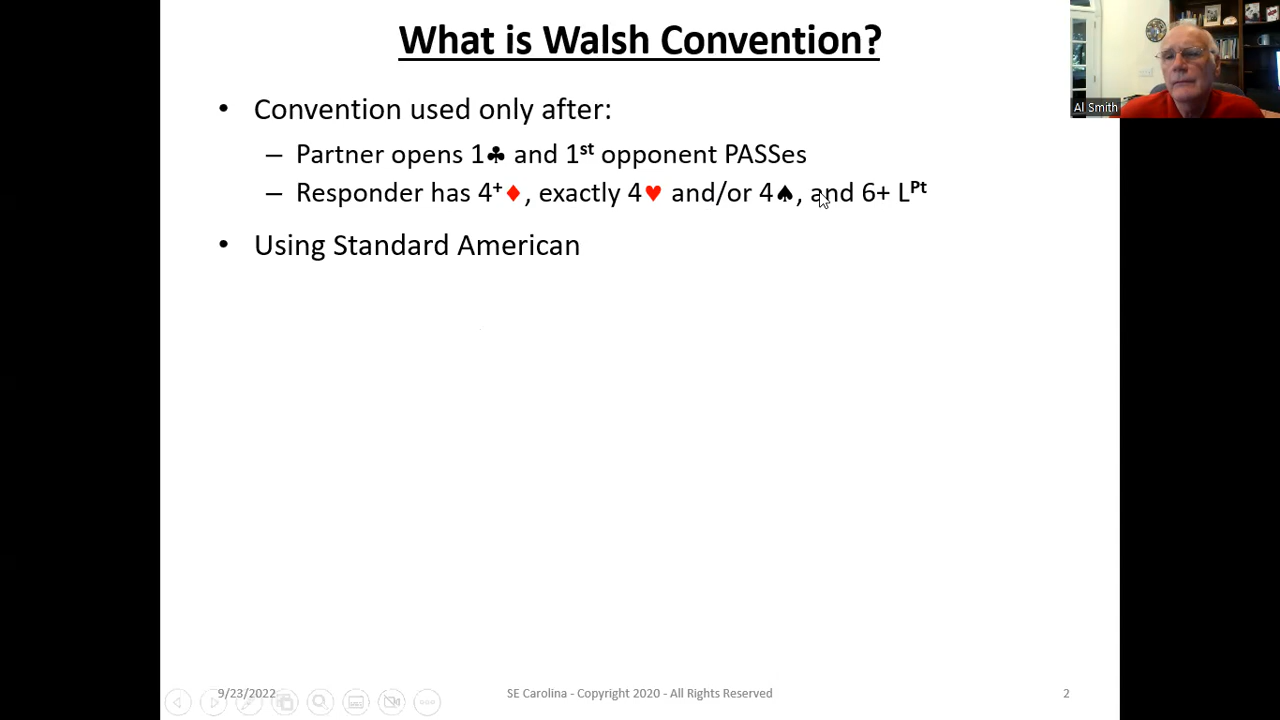 What is Walsh Convention?
Al Smith
• Convention used only after:
– Partner opens 1♣ and 1st opponent PASSes
– Responder has 4+♦, exactly 4♥ and/or 4♠, and 6+ LPt
• Using Standard American
9/23/2022
SE Carolina - Copyright 2020 - All Rights Reserved
2